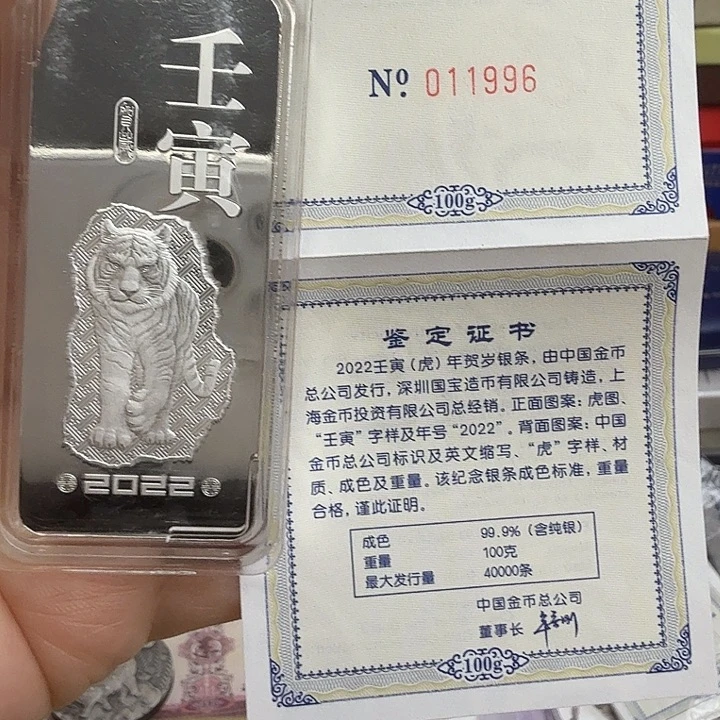 壬
寅
2022
Nº 011996
100g
鉴定证书
2022壬寅（虎）年贺岁银条，由中国金币
总公司发行，深圳国宝造币有限公司铸造，上
海金币投资有限公司总经销。正面图案：虎图、
“壬寅”字样及年号“2022”。背面图案：中国
金币总公司标识及英文缩写、“虎”字样、材
质、成色及重量。该纪念银条成色标准，重量
合格，谨此证明。
成色 99.9%（含纯银）
重量 100克
最大发行量 40000条
中国金币总公司
董事长
100g